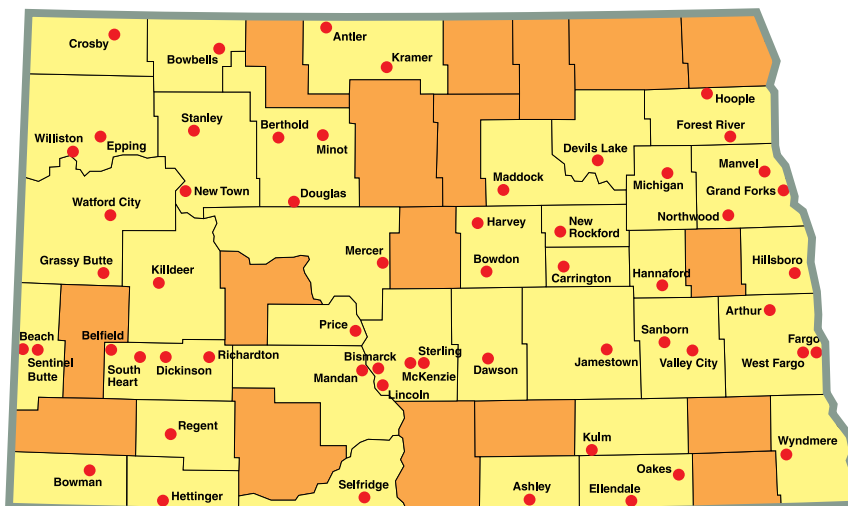 Crosby
Bowbells
Antler
Kramer
Hoople
Williston
Epping
Stanley
Berthold
Minot
Forest River
Devils Lake
Maddock
Michigan
Manvel
Grand Forks
New Town
Douglas
Watford City
Northwood
Harvey
New
Rockford
Grassy Butte
Killdeer
Mercer
Bowdon
Carrington
Hannaford
Hillsboro
Arthur
Price
Beach
Sentinel
Butte
Belfield
South
Heart
Dickinson
Richardton
Mandan
Bismarck
Lincoln
Sterling
McKenzie
Dawson
Jamestown
Sanborn
Valley City
Fargo
West Fargo
Regent
Kulm
Wyndmere
Bowman
Hettinger
Selfridge
Ashley
Oakes
Ellendale